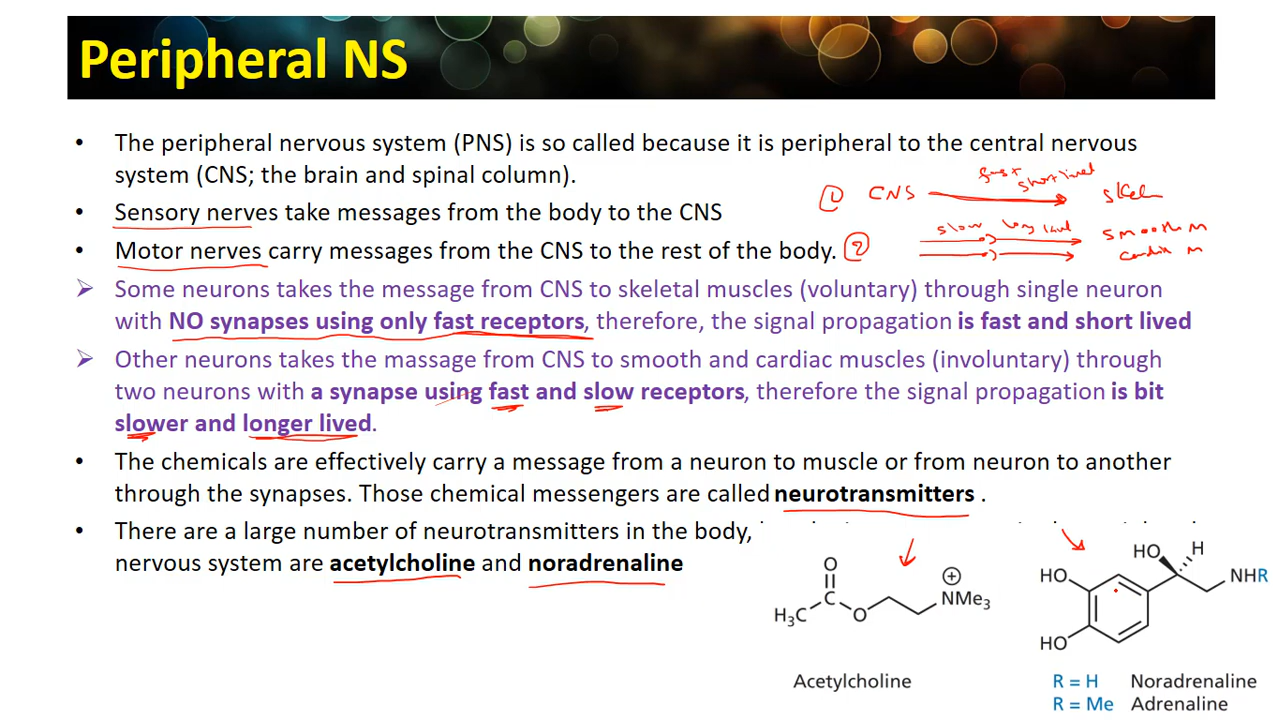 Peripheral NS
• The peripheral nervous system (PNS) is so called because it is peripheral to the central nervous
system (CNS; the brain and spinal column).
• Sensory nerves take messages from the body to the CNS
• Motor nerves carry messages from the CNS to the rest of the body.
① CNS fast short lived skel
② slow long lived smooth m
cardiac m
➢ Some neurons takes the message from CNS to skeletal muscles (voluntary) through single neuron
with NO synapses using only fast receptors, therefore, the signal propagation is fast and short lived
➢ Other neurons takes the massage from CNS to smooth and cardiac muscles (involuntary) through
two neurons with a synapse using fast and slow receptors, therefore the signal propagation is bit
slower and longer lived.
• The chemicals are effectively carry a message from a neuron to muscle or from neuron to another
through the synapses. Those chemical messengers are called neurotransmitters .
• There are a large number of neurotransmitters in the body,
nervous system are acetylcholine and noradrenaline
O
H₃C C O NMe₃ ⊕
Acetylcholine
HO H
HO NHR
HO
R = H Noradrenaline
R = Me Adrenaline